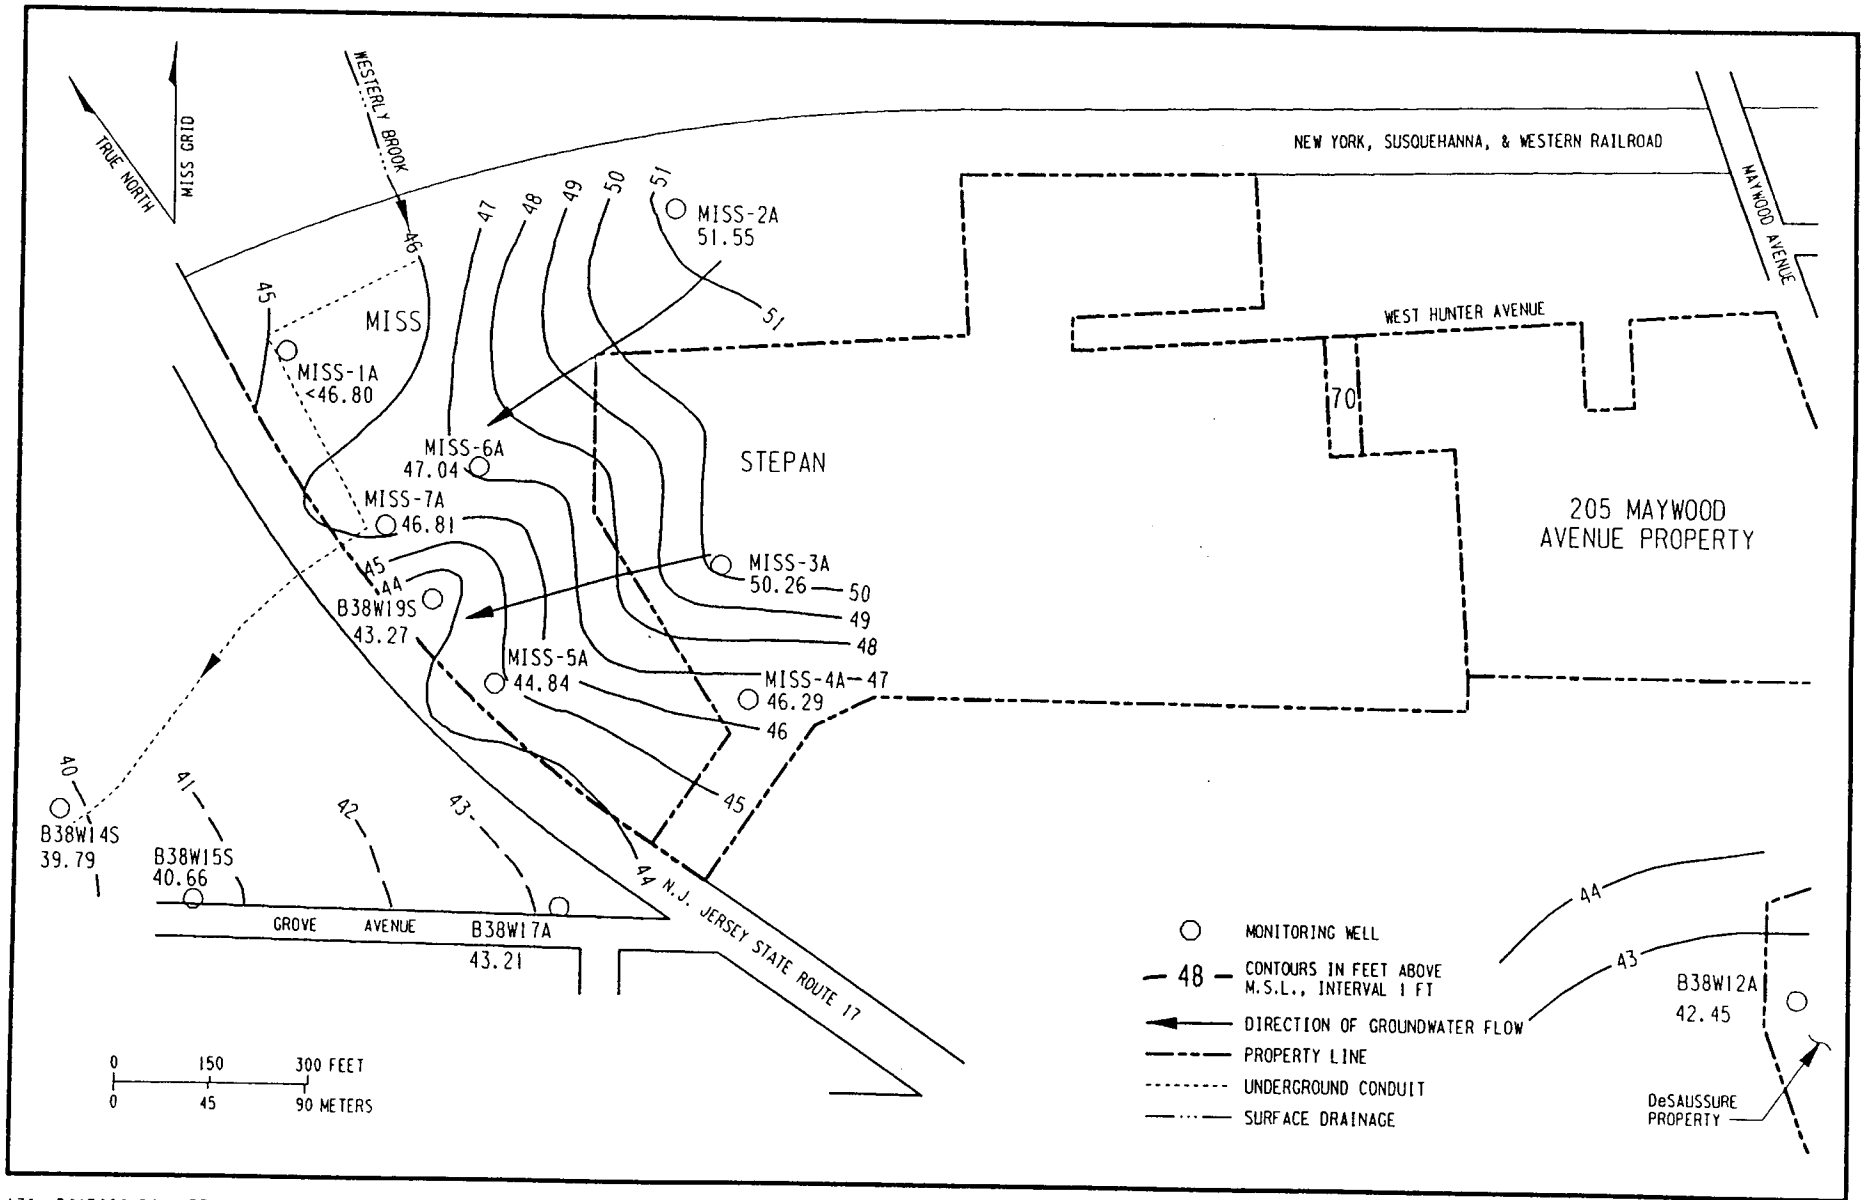 TRUE NORTH
MISS GRID
WESTERLY BROOK
NEW YORK, SUSQUEHANNA, & WESTERN RAILROAD
MAYWOOD AVENUE
46
47
48
49
50
51
MISS-2A
51.55
51
45
MISS
MISS-1A
<46.80
WEST HUNTER AVENUE
70
MISS-6A
47.04
STEPAN
MISS-7A
46.81
205 MAYWOOD
AVENUE PROPERTY
45
44
B38W19S
43.27
MISS-3A
50.26
50
49
48
MISS-5A
44.84
MISS-4A
47
46.29
46
45
44
40
41
42
43
B38W14S
39.79
B38W15S
40.66
GROVE AVENUE
B38W17A
43.21
N.J. JERSEY STATE ROUTE 17
44
43
B38W12A
42.45
DeSAUSSURE
PROPERTY
MONITORING WELL
48
CONTOURS IN FEET ABOVE
M.S.L., INTERVAL 1 FT
DIRECTION OF GROUNDWATER FLOW
PROPERTY LINE
UNDERGROUND CONDUIT
SURFACE DRAINAGE
0 150 300 FEET
0 45 90 METERS